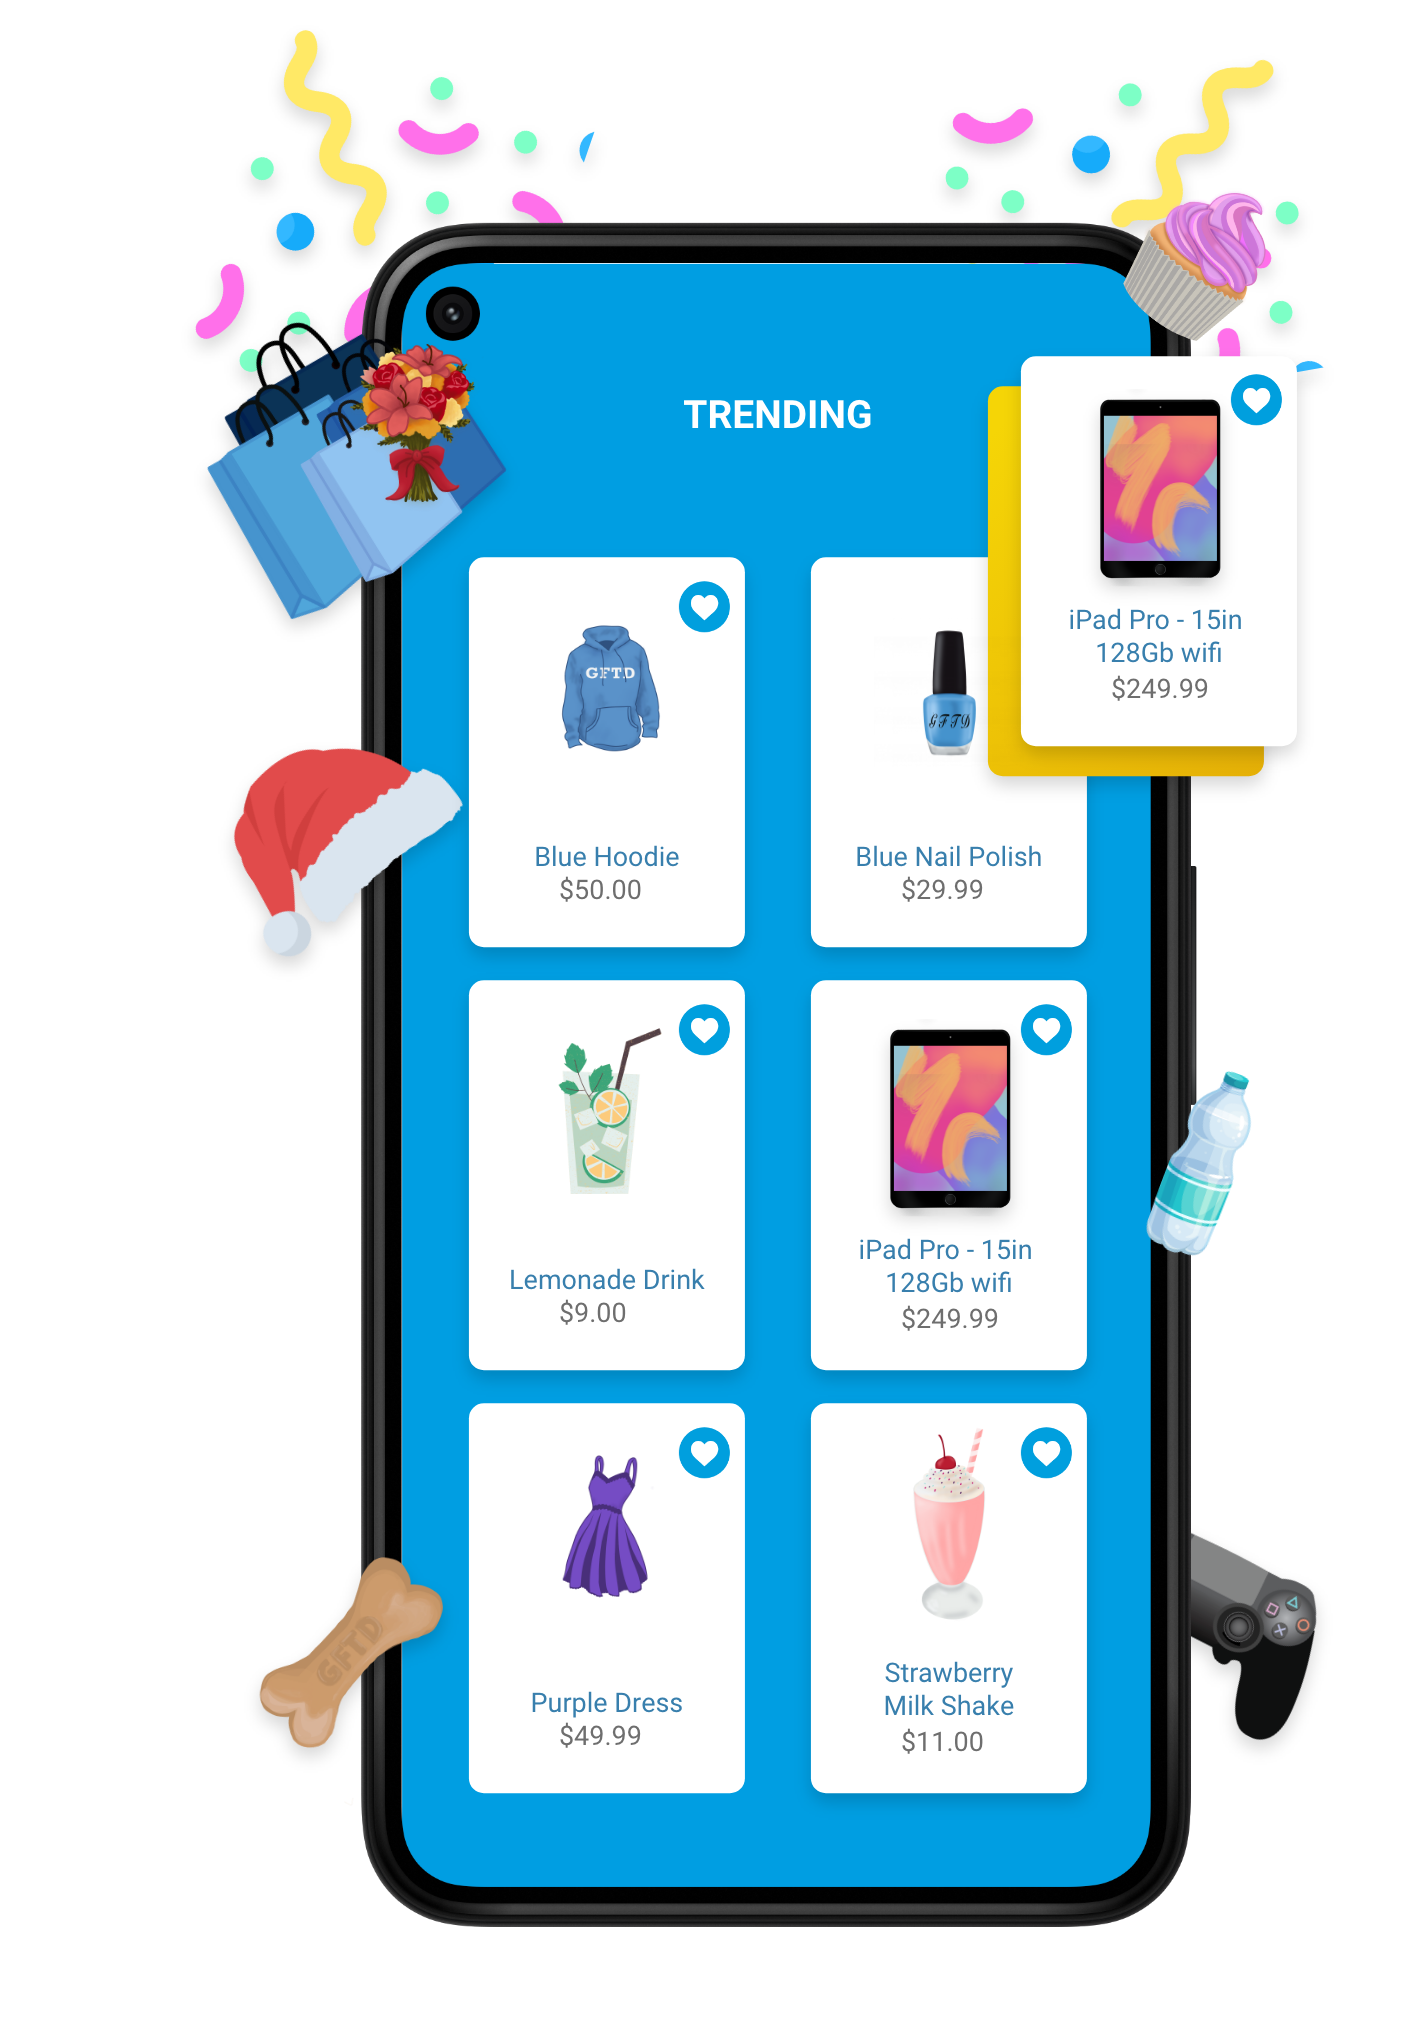 TRENDING
iPad Pro - 15in
128Gb wifi
$249.99
GFTD
Blue Hoodie
$50.00
GFTD
Blue Nail Polish
$29.99
Lemonade Drink
$9.00
iPad Pro - 15in
128Gb wifi
$249.99
Purple Dress
$49.99
Strawberry
Milk Shake
$11.00
GFTD